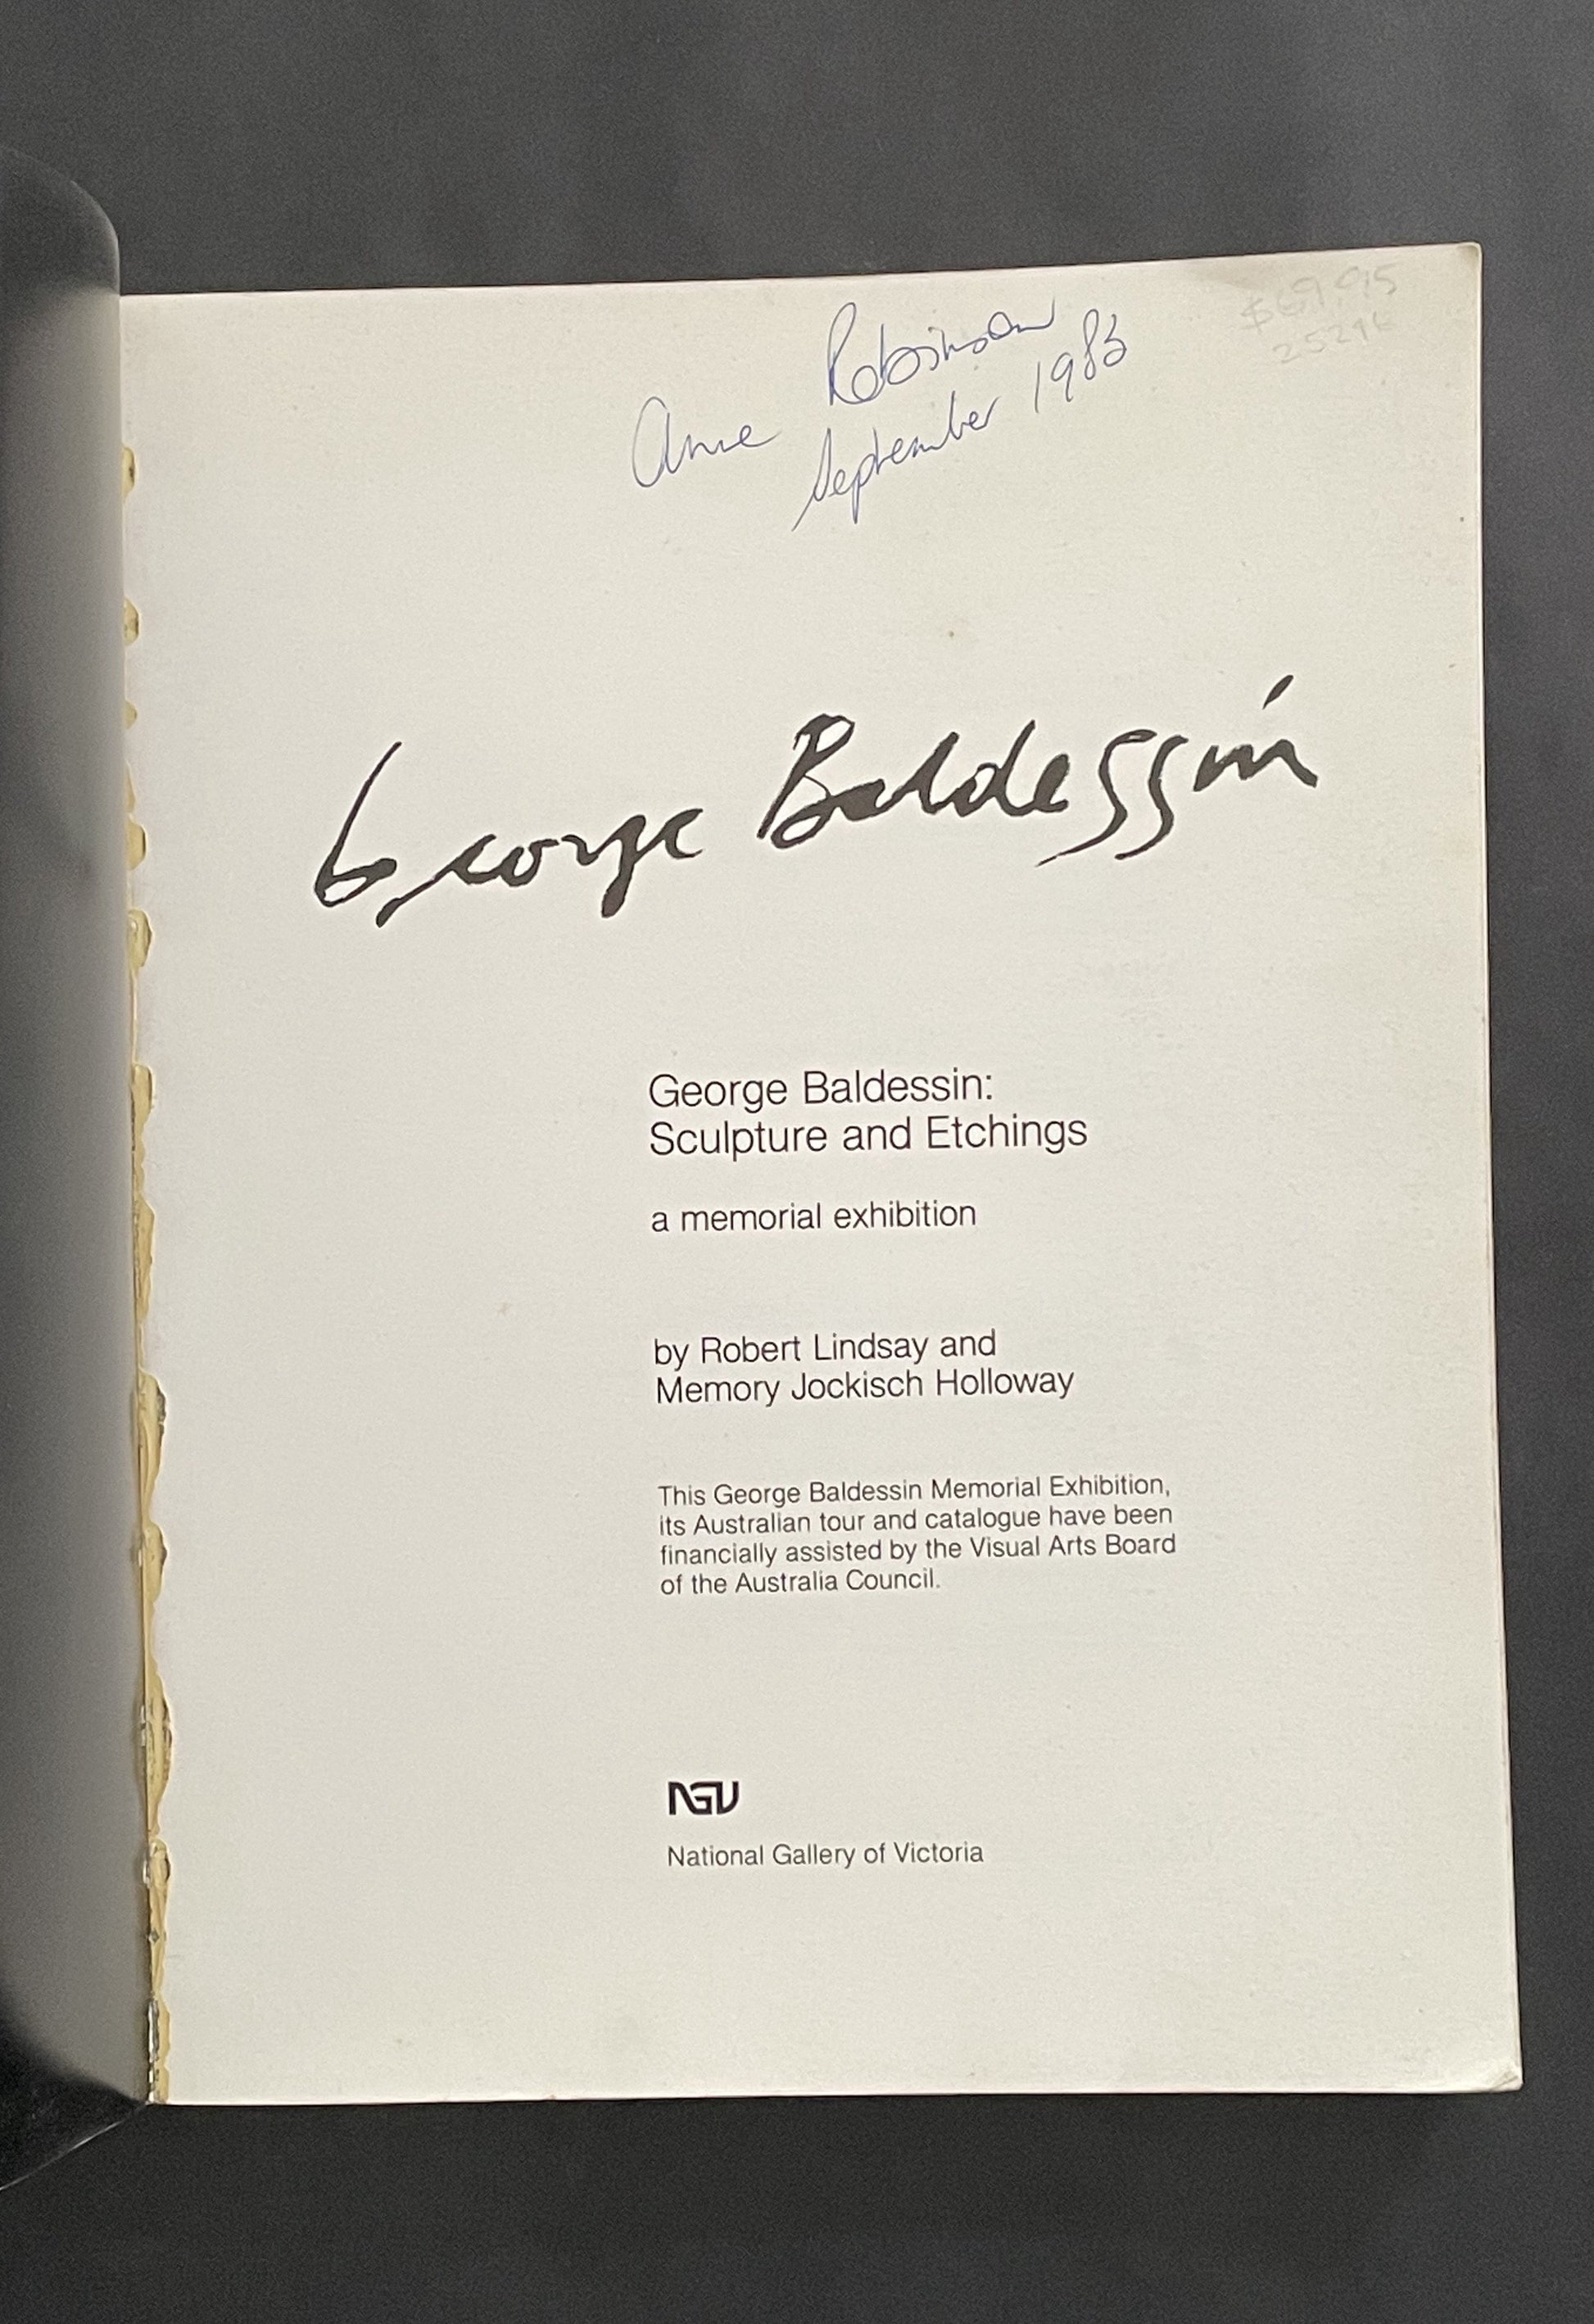 Anne Robinson
September 1983
$69.95
George Baldessin
George Baldessin:
Sculpture and Etchings
a memorial exhibition
by Robert Lindsay and
Memory Jockisch Holloway
This George Baldessin Memorial Exhibition,
its Australian tour and catalogue have been
financially assisted by the Visual Arts Board
of the Australia Council.
NGV
National Gallery of Victoria